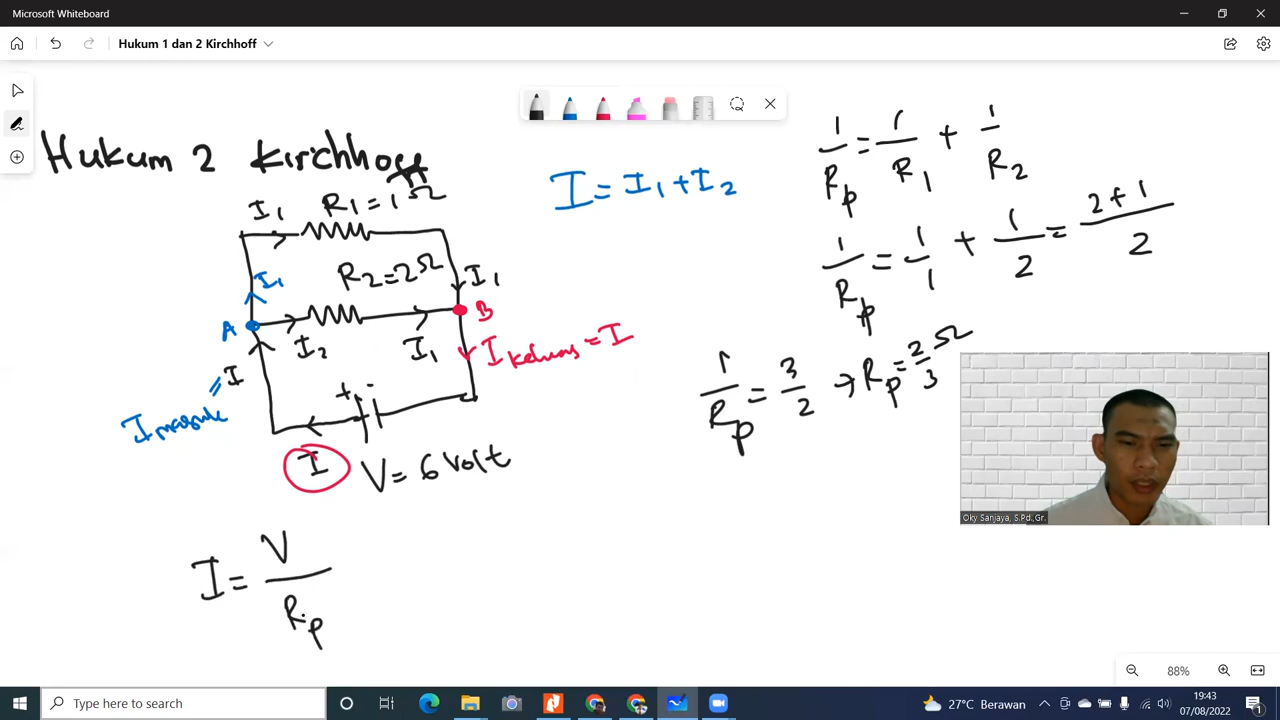 Microsoft Whiteboard
Hukum 1 dan 2 Kirchhoff
Hukum 2 Kirchhoff
I = I₁ + I₂
1/Rp = 1/R₁ + 1/R₂
1/Rp = 1/1 + 1/2 = 2+1/2
1/Rp = 3/2 → Rp = 2/3 Ω
I₁ R₁ = 1 Ω
I₁ R₂ = 2 Ω I₁
A B
I₂ I₁
I keluar = I
I masuk = I
+
I V = 6 Volt
I = V/Rp
Oky Sanjaya, S.Pd.,Gr.
88%
Type here to search
27°C Berawan
19:43
07/08/2022
1